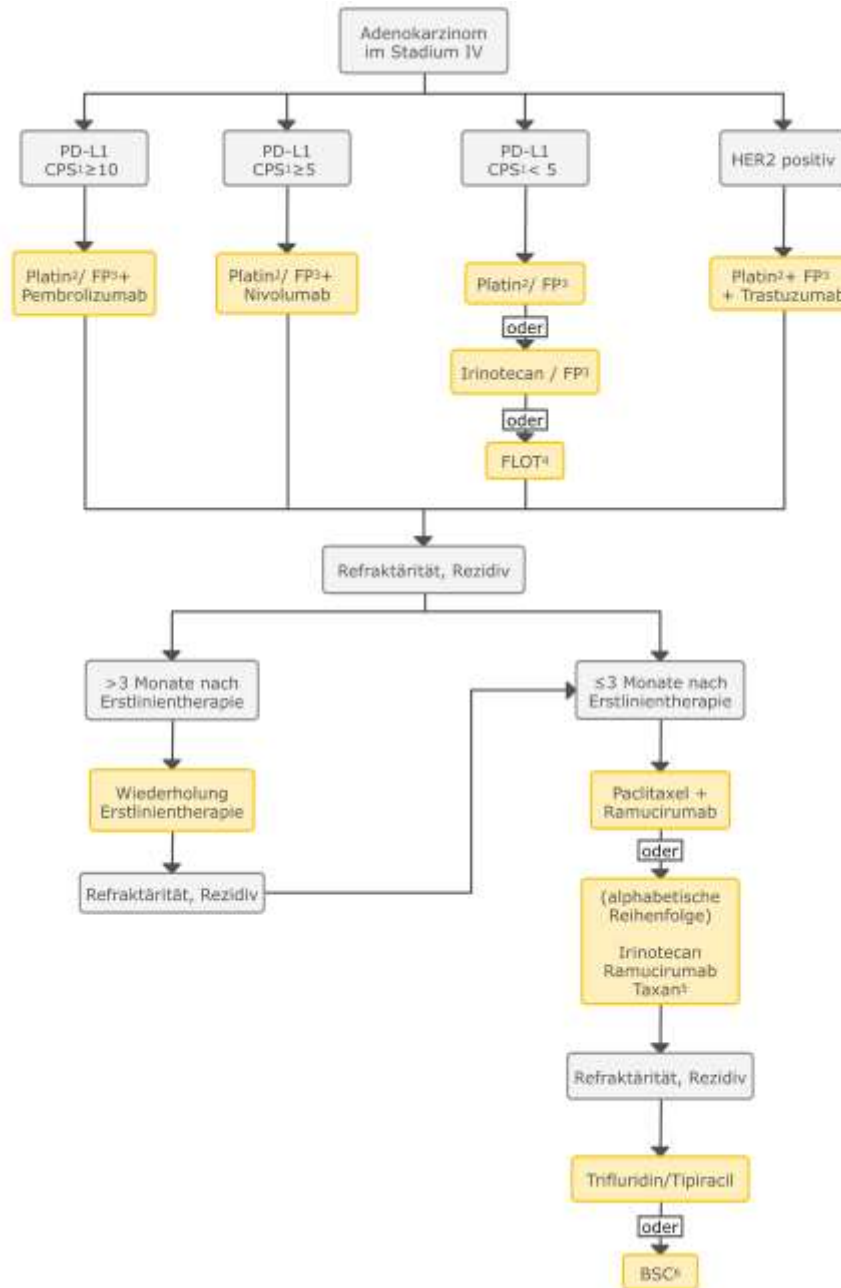 Adenokarzinom
im Stadium IV
PD-L1
CPS¹≥10
PD-L1
CPS¹≥5
PD-L1
CPS¹< 5
HER2 positiv
Platin²/ FP³+
Pembrolizumab
Platin²/ FP³+
Nivolumab
Platin²/ FP³
oder
Irinotecan / FP³
oder
FLOT⁴
Platin²+ FP³
+ Trastuzumab
Refraktärität, Rezidiv
>3 Monate nach
Erstlinientherapie
≤3 Monate nach
Erstlinientherapie
Wiederholung
Erstlinientherapie
Refraktärität, Rezidiv
Paclitaxel +
Ramucirumab
oder
(alphabetische
Reihenfolge)
Irinotecan
Ramucirumab
Taxan⁵
Refraktärität, Rezidiv
Trifluridin/Tipiracil
oder
BSC⁶